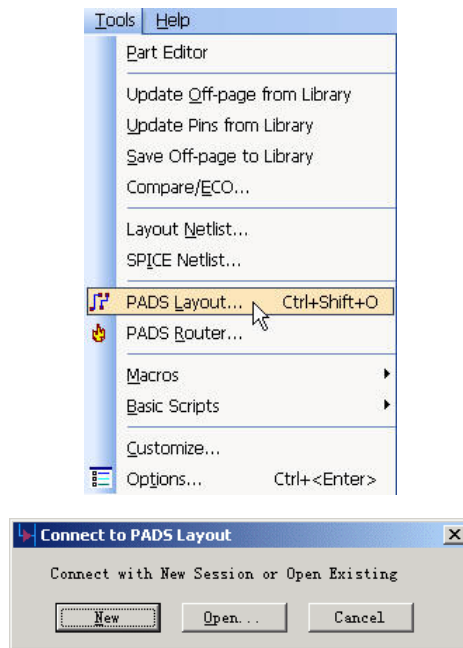 Tools Help
Part Editor
Update Off-page from Library
Update Pins from Library
Save Off-page to Library
Compare/ECO...
Layout Netlist...
SPICE Netlist...
PADS Layout... Ctrl+Shift+O
PADS Router...
Macros
Basic Scripts
Customize...
Options... Ctrl+<Enter>
Connect to PADS Layout
Connect with New Session or Open Existing
New Open... Cancel